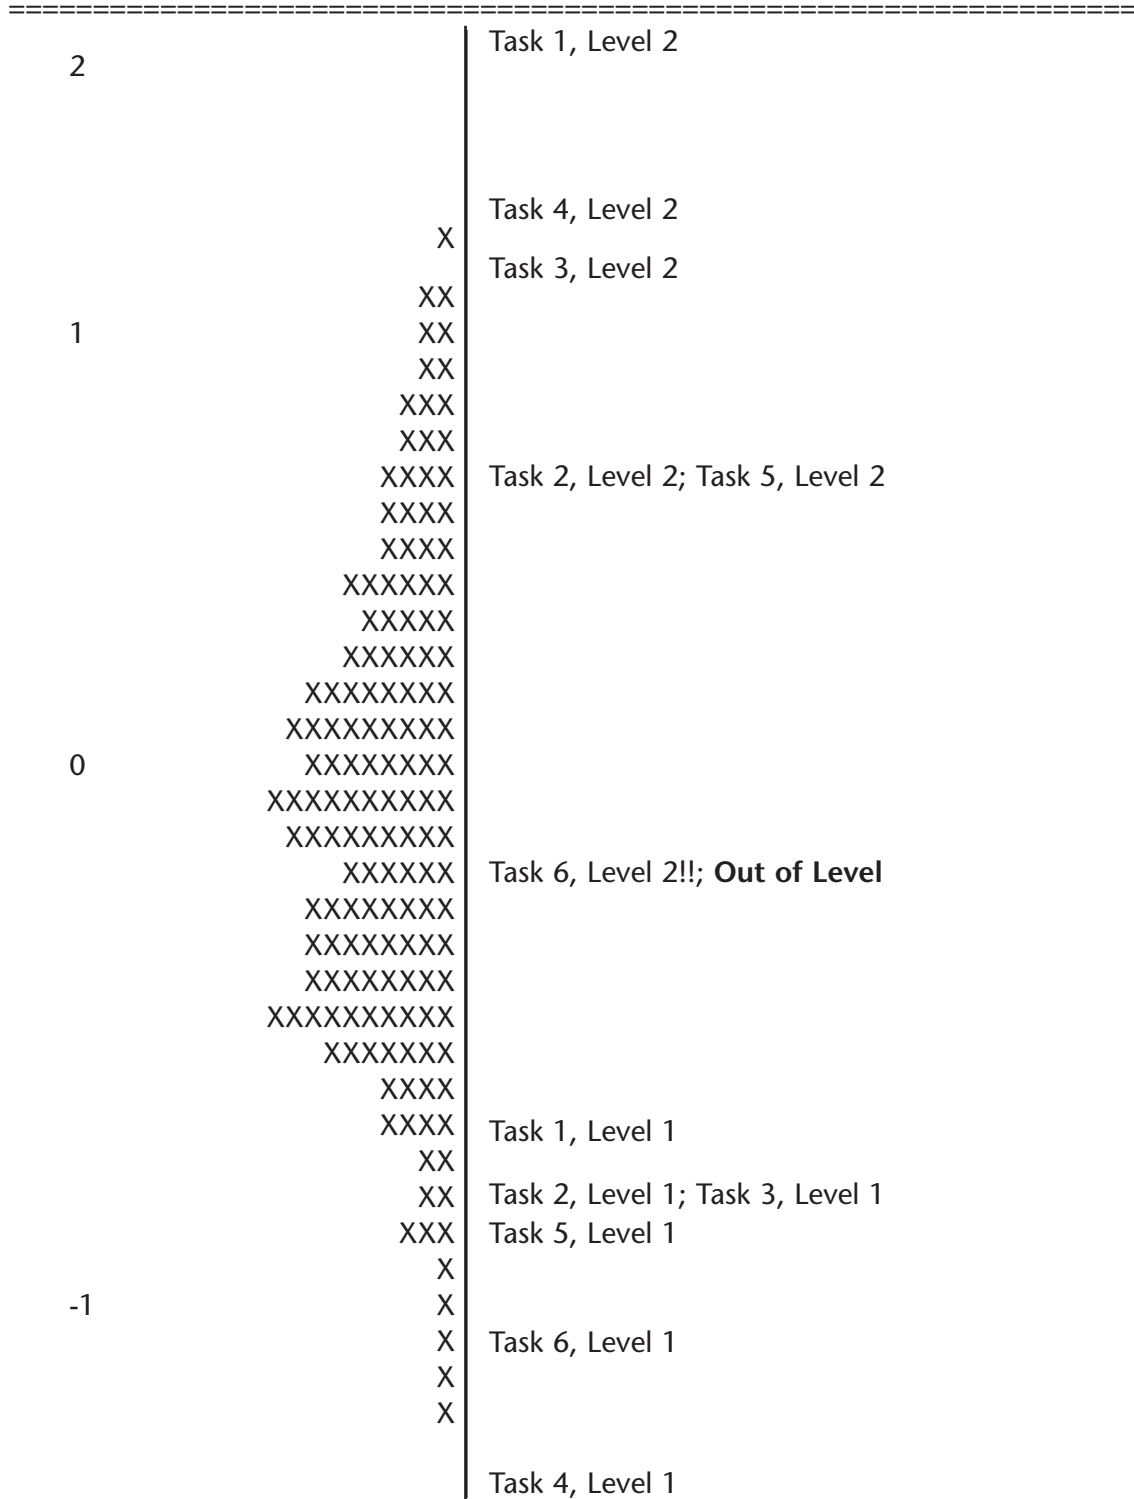 ===================================================================
Task 1, Level 2
2
Task 4, Level 2
X
Task 3, Level 2
XX
1 XX
XX
XXX
XXX
XXXX Task 2, Level 2; Task 5, Level 2
XXXX
XXXX
XXXXXX
XXXXX
XXXXXX
XXXXXXXX
XXXXXXXXX
0 XXXXXXXX
XXXXXXXXXX
XXXXXXXXX
XXXXXX Task 6, Level 2!!; Out of Level
XXXXXXXX
XXXXXXXX
XXXXXXXX
XXXXXXXXXX
XXXXXXX
XXXX
XXXX Task 1, Level 1
XX
XX Task 2, Level 1; Task 3, Level 1
XXX Task 5, Level 1
X
-1 X
X Task 6, Level 1
X
X
Task 4, Level 1